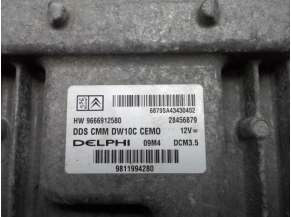 6879SA43430402
HW 9666912580 28456879
DDS CMM DW10C CEMO 12V
DELPHI 09M4 DCM3.5
9811994280